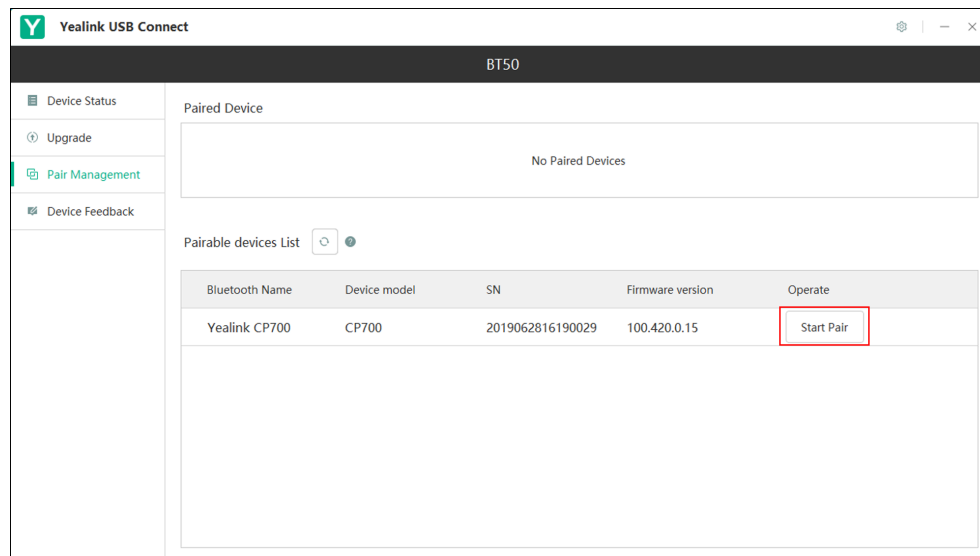 Y Yealink USB Connect
BT50
Device Status
Upgrade
Pair Management
Device Feedback
Paired Device
No Paired Devices
Pairable devices List ?
Bluetooth Name Device model SN Firmware version Operate
Yealink CP700 CP700 2019062816190029 100.420.0.15 Start Pair